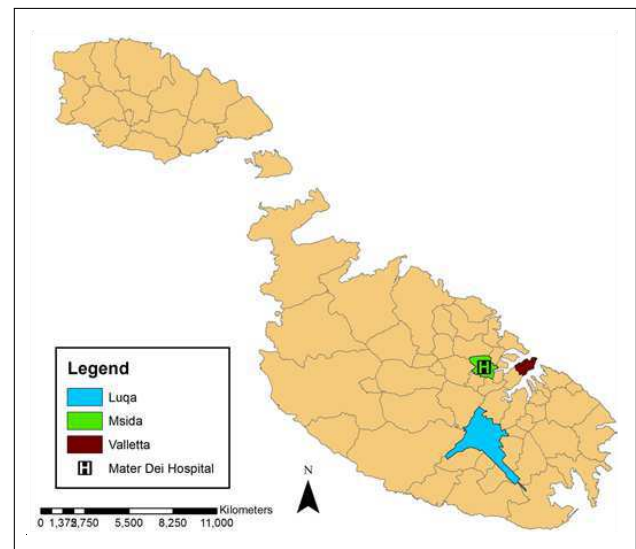 Legend
Luqa
Msida
Valletta
H Mater Dei Hospital
H
N
Kilometers
0 1,375 2,750 5,500 8,250 11,000